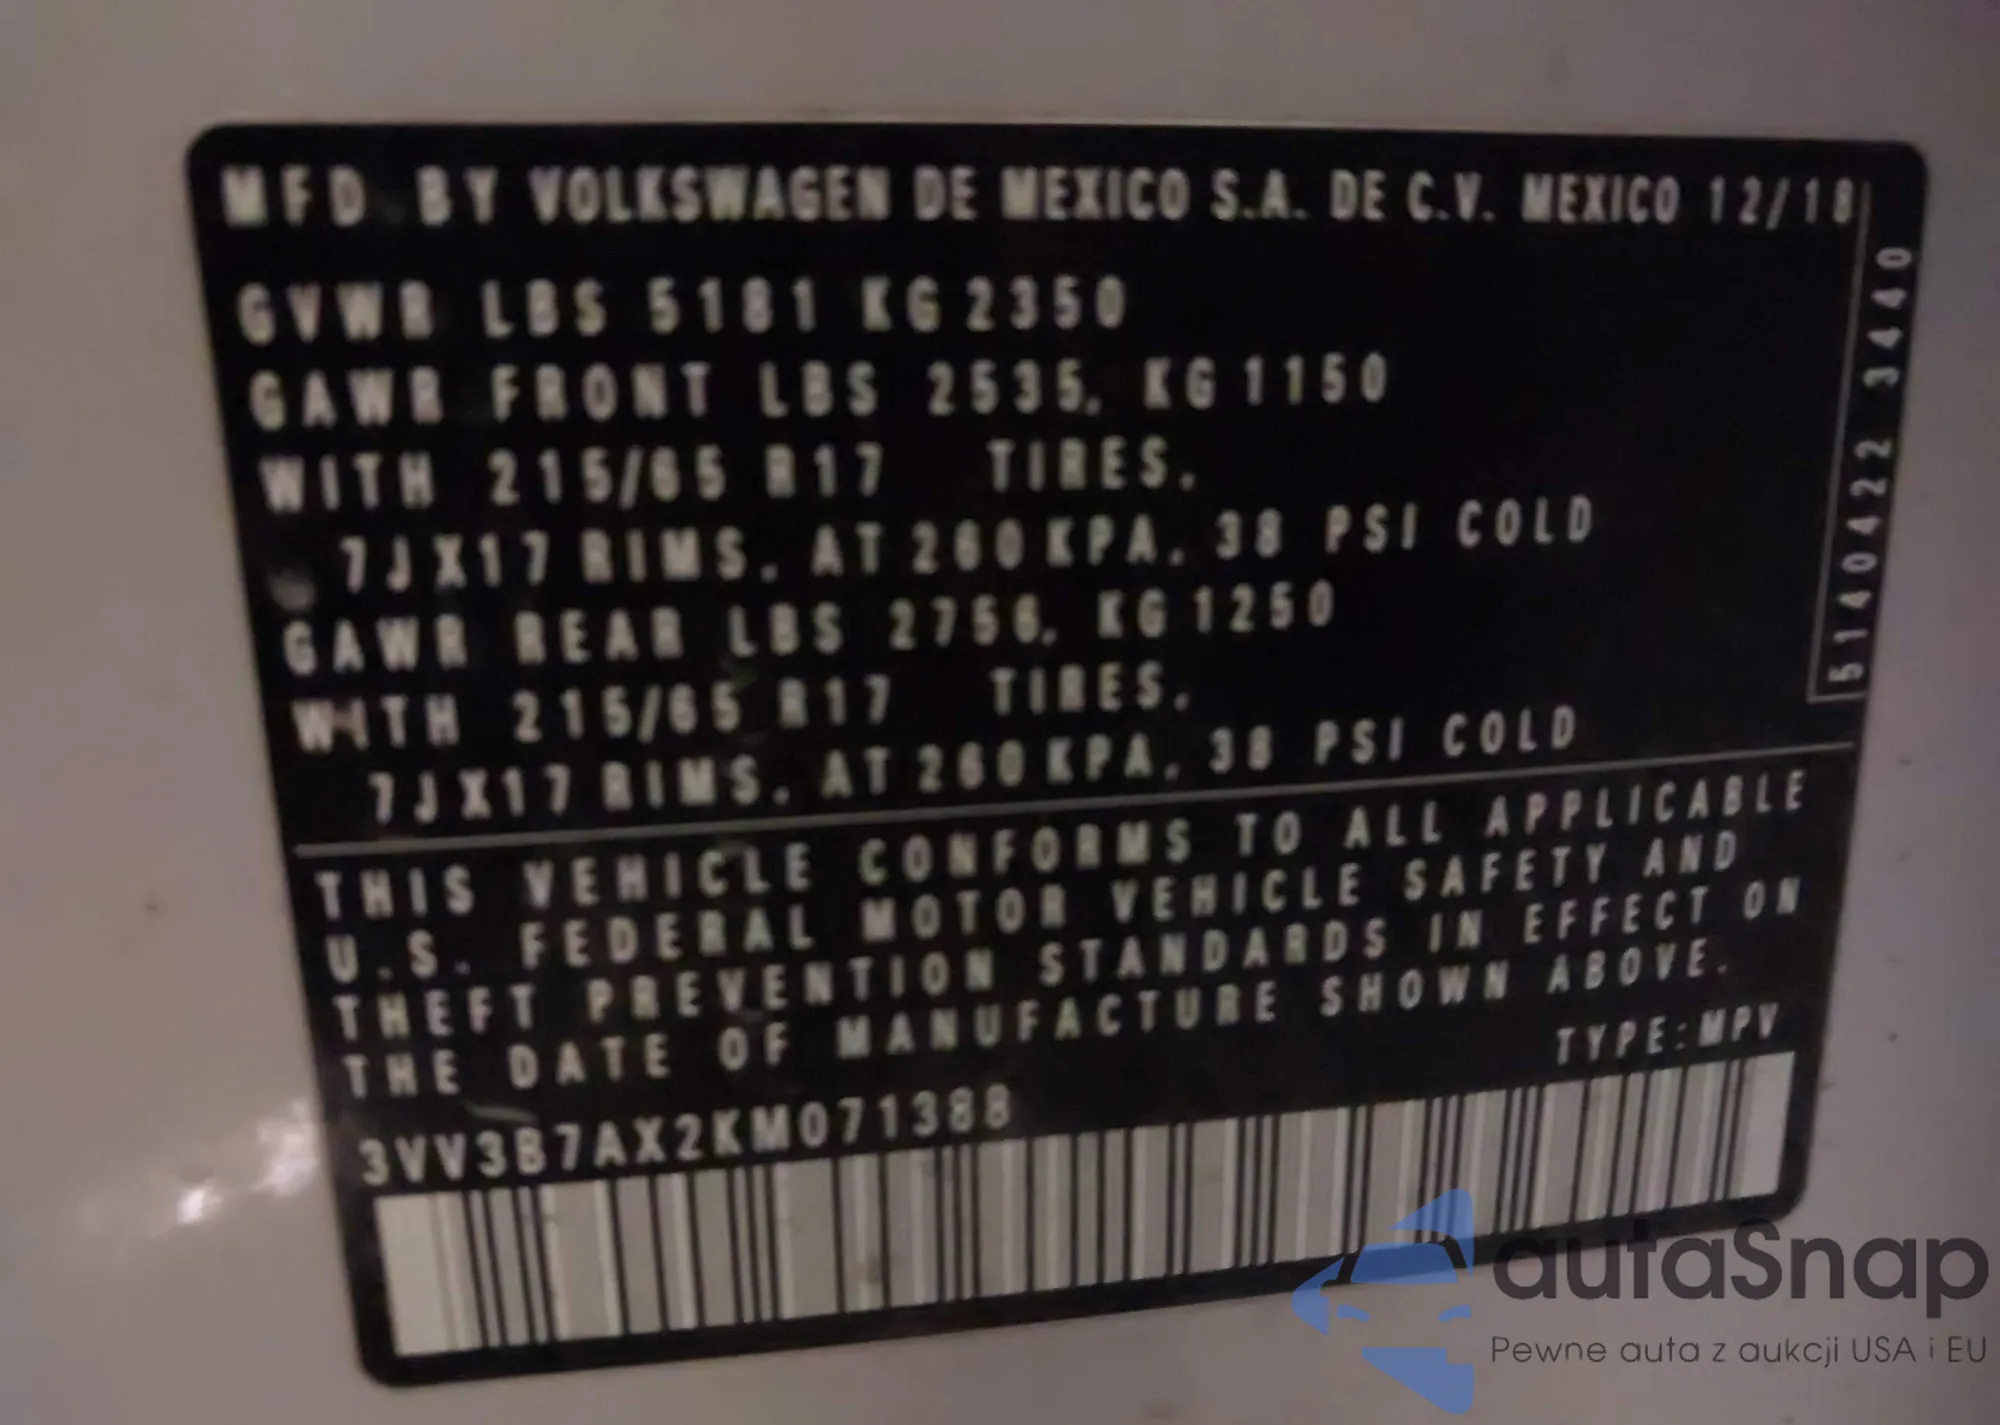 MFD BY VOLKSWAGEN DE MEXICO S.A. DE C.V. MEXICO 12/18
GVWR LBS 5181 KG 2350
GAWR FRONT LBS 2535, KG 1150
WITH 215/65 R17 TIRES,
7JX17 RIMS, AT 260 KPA, 38 PSI COLD
GAWR REAR LBS 2756, KG 1250
WITH 215/65 R17 TIRES,
7JX17 RIMS, AT 260 KPA, 38 PSI COLD
5140422 3440
THIS VEHICLE CONFORMS TO ALL APPLICABLE
U.S. FEDERAL MOTOR VEHICLE SAFETY AND
THEFT PREVENTION STANDARDS IN EFFECT ON
THE DATE OF MANUFACTURE SHOWN ABOVE.
TYPE:MPV
3VV3B7AX2KM071388
autaSnap
Pewne auta z aukcji USA i EU